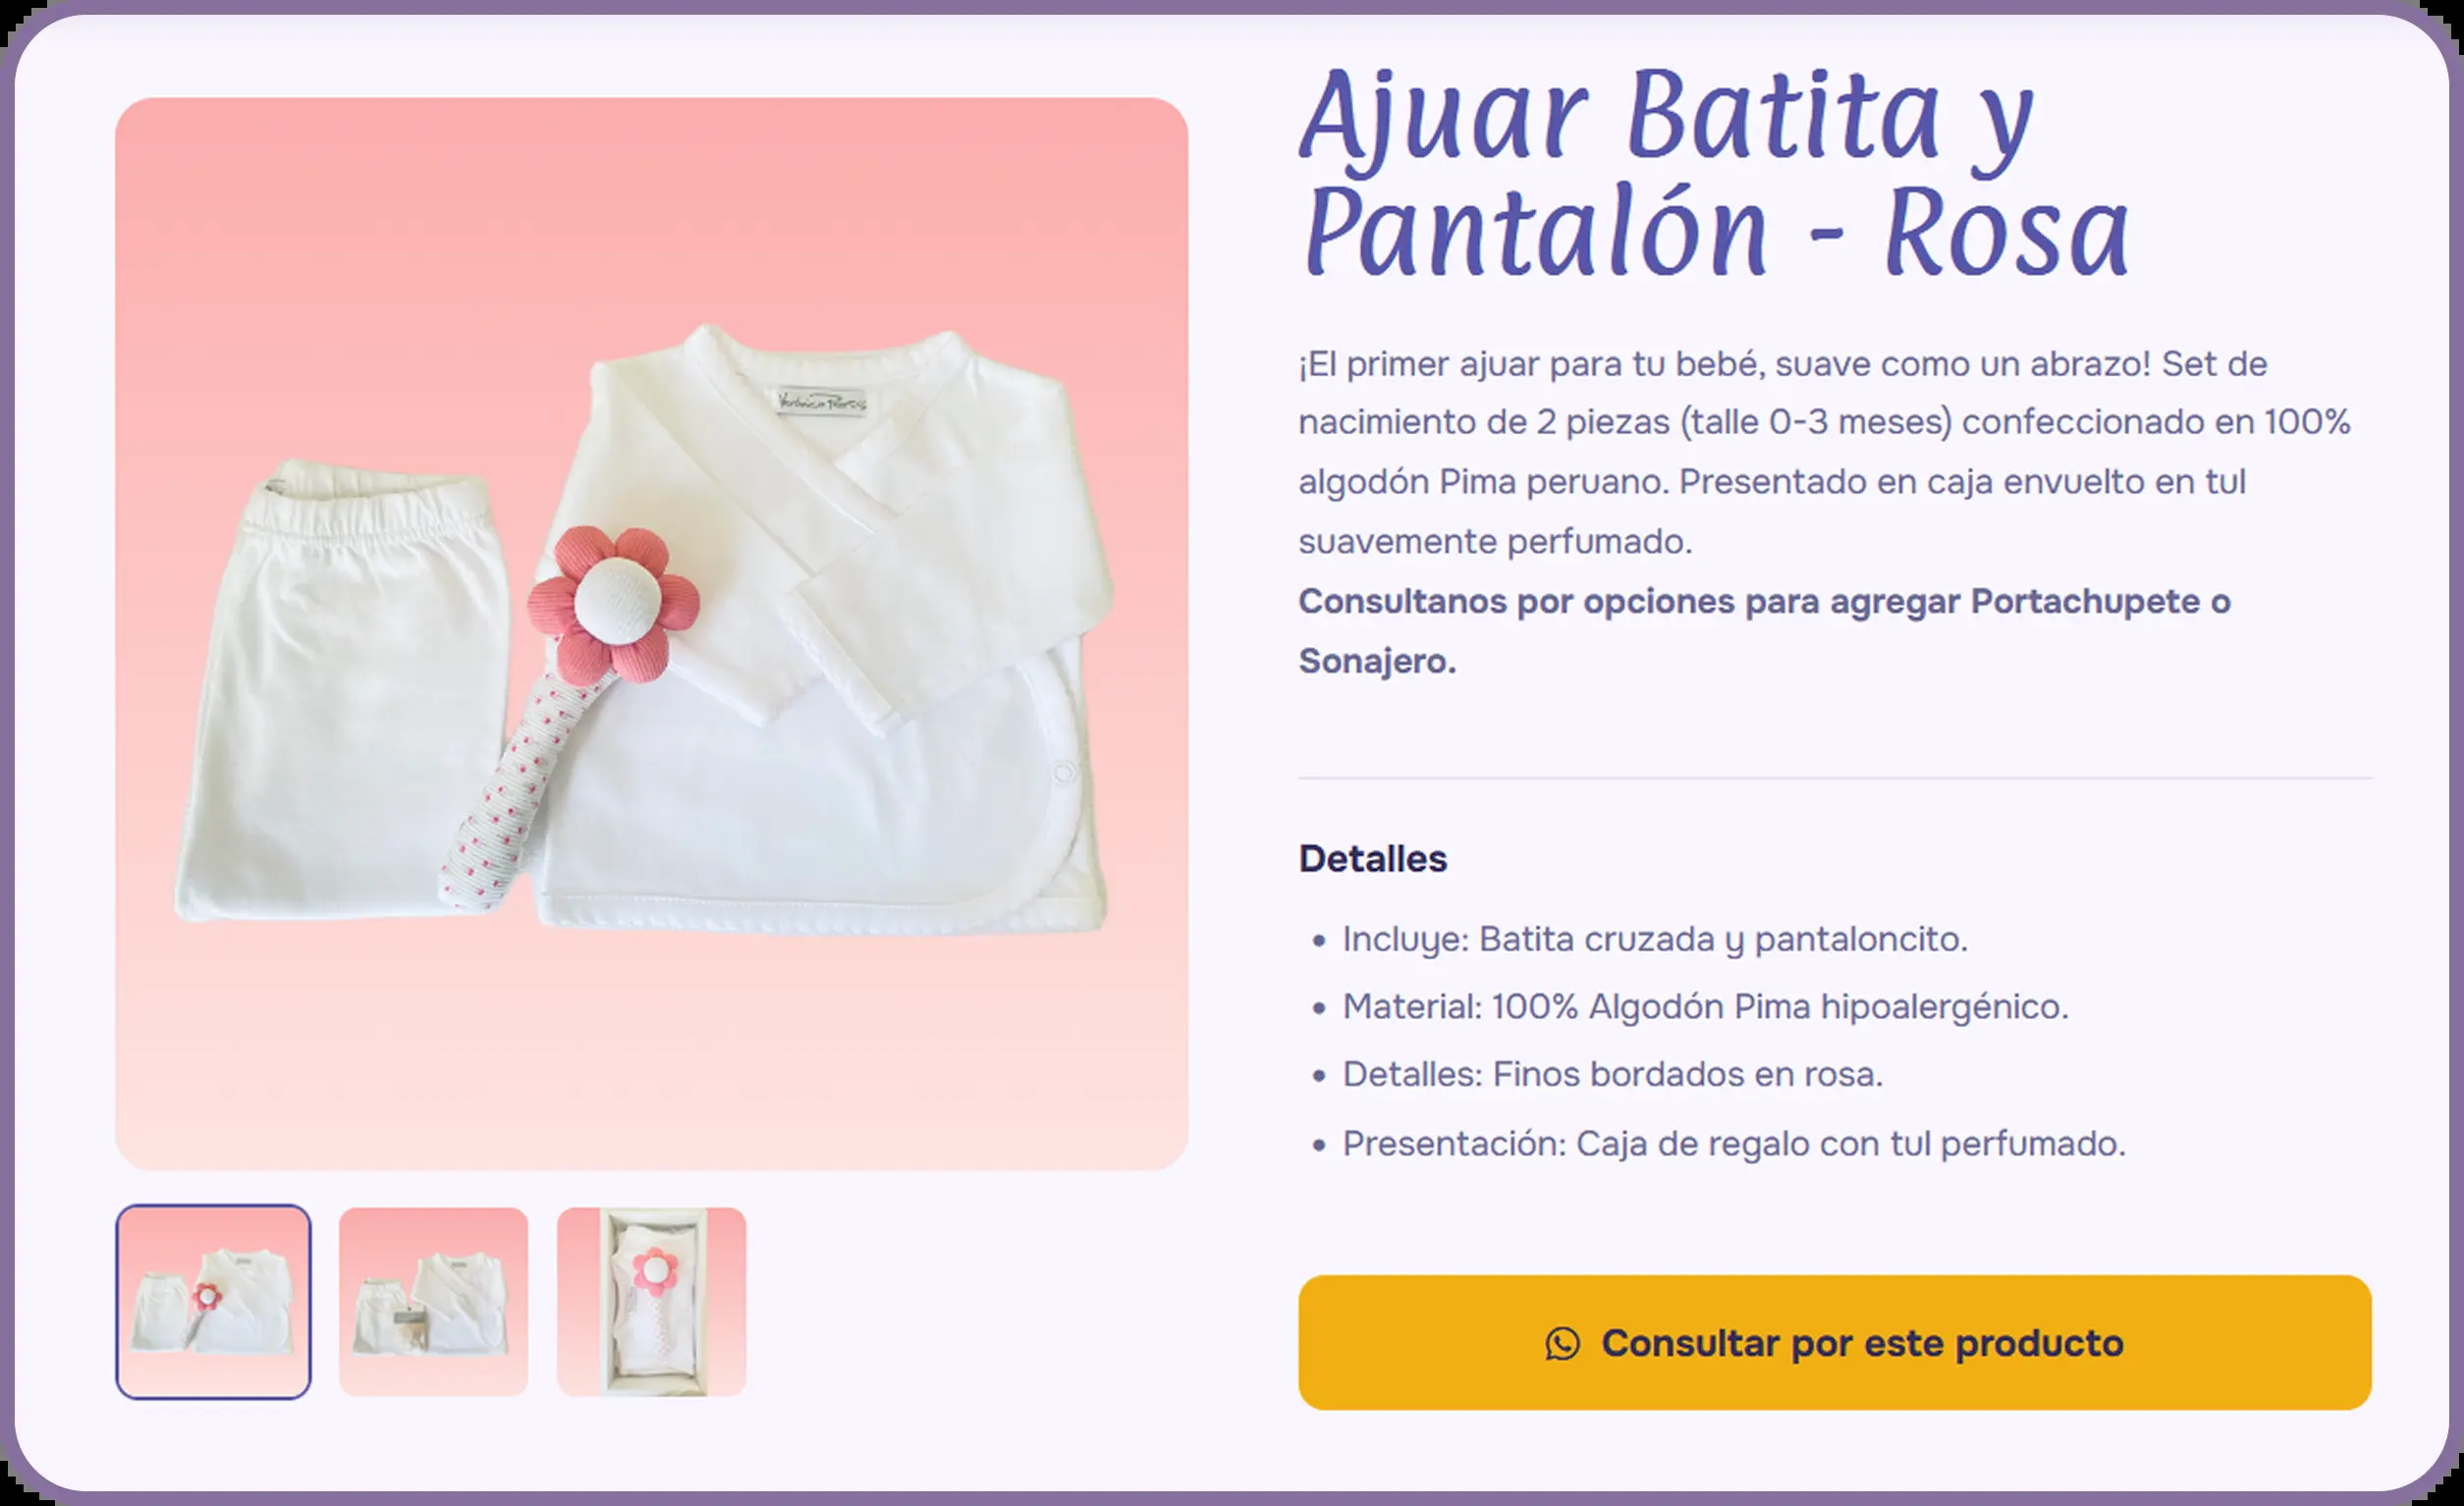 Ajuar Batita y
Pantalón - Rosa
¡El primer ajuar para tu bebé, suave como un abrazo! Set de
nacimiento de 2 piezas (talle 0-3 meses) confeccionado en 100%
algodón Pima peruano. Presentado en caja envuelto en tul
suavemente perfumado.
Consultanos por opciones para agregar Portachupete o
Sonajero.
Detalles
• Incluye: Batita cruzada y pantaloncito.
• Material: 100% Algodón Pima hipoalergénico.
• Detalles: Finos bordados en rosa.
• Presentación: Caja de regalo con tul perfumado.
Consultar por este producto